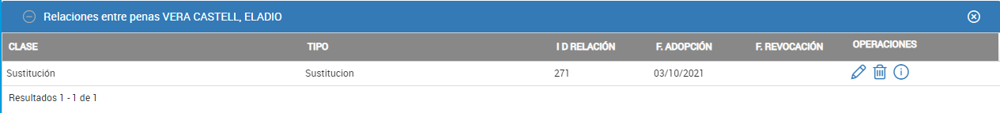 Relaciones entre penas VERA CASTELL, ELADIO
CLASE TIPO I D RELACIÓN F. ADOPCIÓN F. REVOCACIÓN OPERACIONES
Sustitución Sustitucion 271 03/10/2021
Resultados 1 - 1 de 1